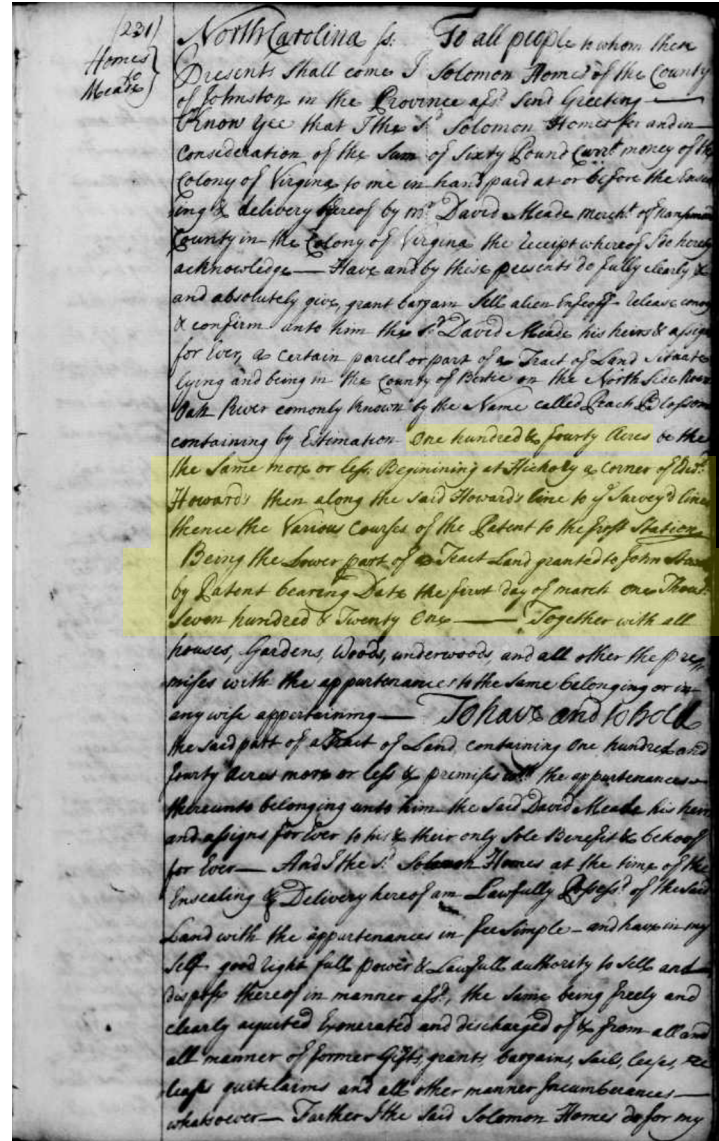 (231)
Homes
to
Meade
North Carolina ss. To all people to whom these
Presents Shall come I Solomon Homes of the County
of Johnston in the Province afsd. Send Greeting
Know yee that I the sd. Solomon Homes for and in
consideration of the Sum of Sixty Pound Currt. money of the
Colony of Virgina to me in hand paid at or before the Ensea
ling & delivery hereof by mr. David Meade mercht. of Nansemond
County in the Colony of Virgina the receipt whereof I do hereby
acknowledge — Have and by these presents do fully clearly &
and absolutely give, grant bargain Sell alien Enfeoff release convey
& confirm unto him the sd. David Meade his heirs & assigns
for Ever, a Certain parcel or part of a Tract of Land Situate
lying and being in the County of Bertie on the North Side
Oak River comonly known by the Name called Peach Blossom
containing by Estimation One hundred & fourty Acres be the
the Same more or less. Beginining at Hickory a Corner of
Howards then along the said Howards line to ye Survey'd lines
thence the Various Courses of the Patent to the first Station
Being the Lower part of a Tract Land granted to John
by Patent bearing Date the first day of march One Thous.
Seven hundred & Twenty One — Together with all
houses, Gardens, Woods, underwoods, and all other the pre
mises with the appurtenances to the same belonging or in
any wise appertaining — To have and to hold
the said part of a Tract of Land containing One hundred and
fourty Acres more or less & premises wth. the appurtenances
thereunto belonging unto him the Said David Meade his heirs
and assigns for Ever to his & their only Sole Benefit & behoof
for Ever — And I the sd. Solomon Homes at the time of the
Ensealing & Delivery hereof am Lawfully Possessd. of the Said
Land with the appurtenances in fee Simple — and have in my
Self good right full power & Lawfull authority to Sell and
dispose thereof in manner afsd., the same being freely and
clearly aquited Exonerated and discharged of & from all and
all manner of former Gifts, grants, bargains, Sails, leases, re
leases quitclaims and all other manner Incumberances
whatsoever — Farther I the said Solomon Homes do for my